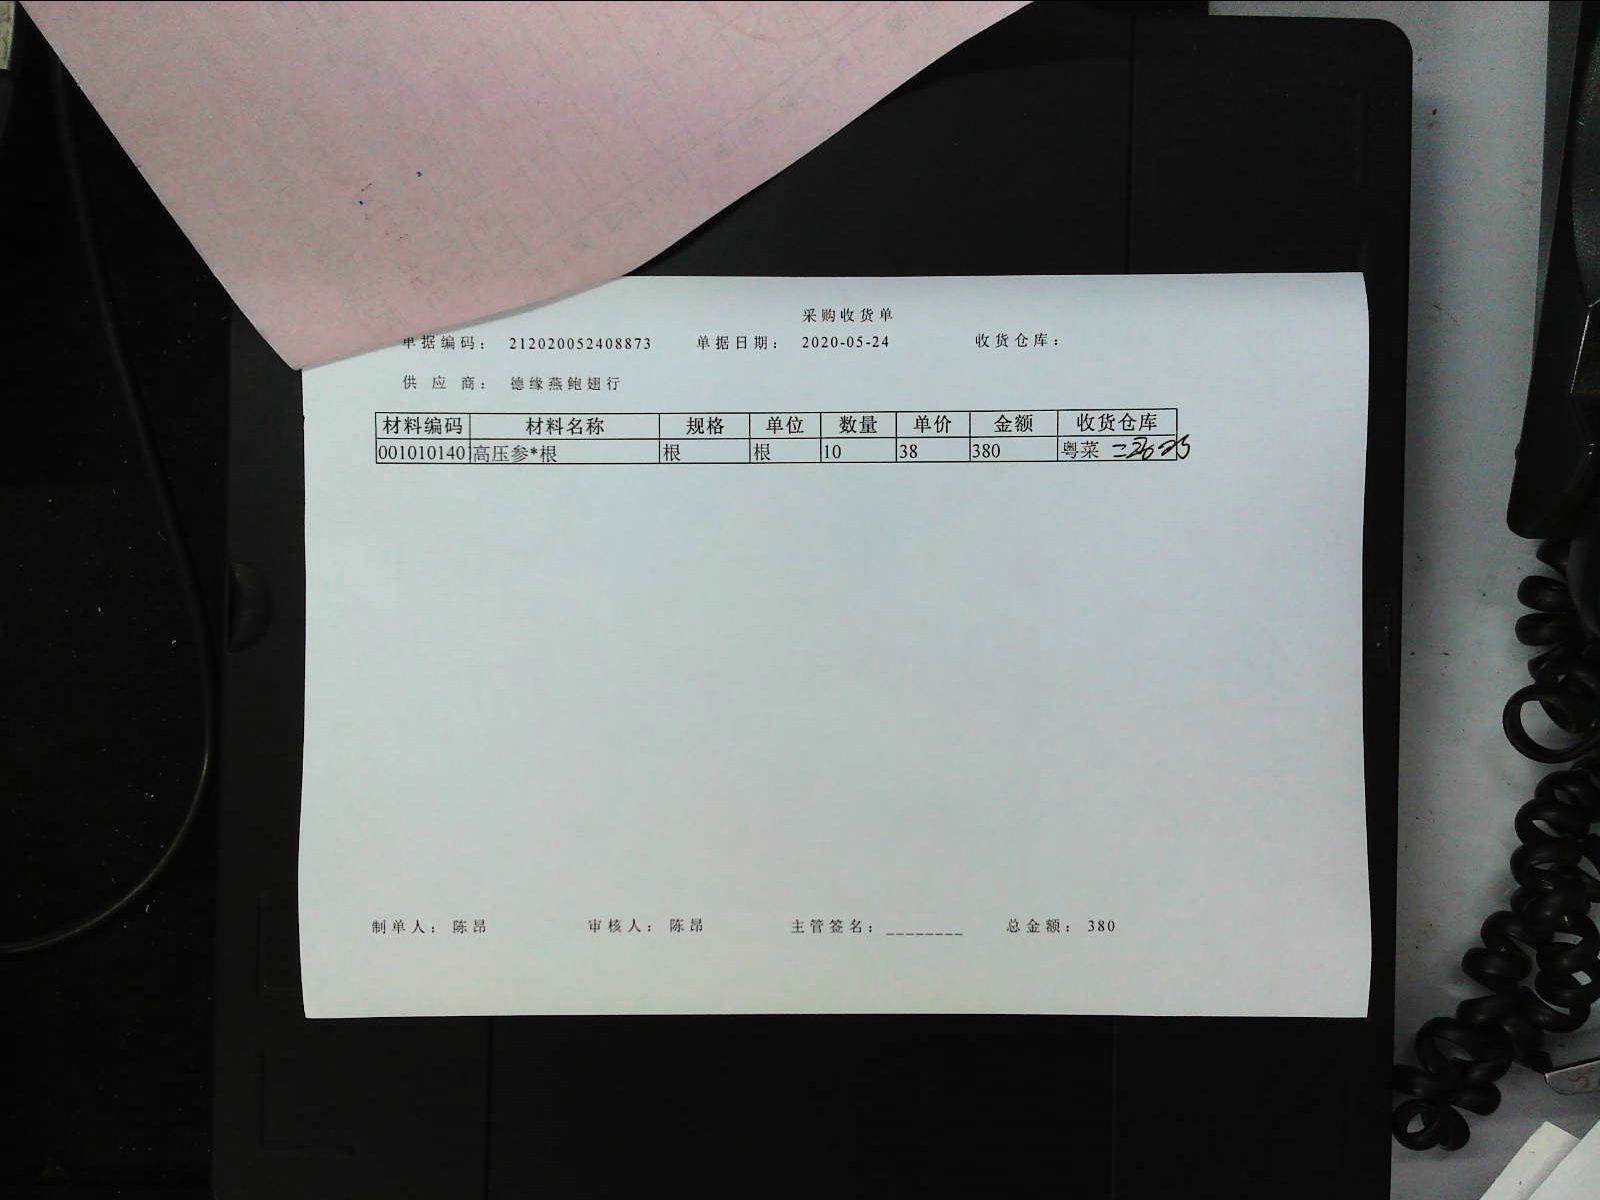 采购收货单
单据编码： 212020052408873 单据日期： 2020-05-24 收货仓库：
供 应 商： 德缘燕鲍翅行
材料编码 材料名称 规格 单位 数量 单价 金额 收货仓库
001010140 高压参*根 根 根 10 38 380 粤菜
制单人： 陈昂 审核人： 陈昂 主管签名： ________ 总金额： 380